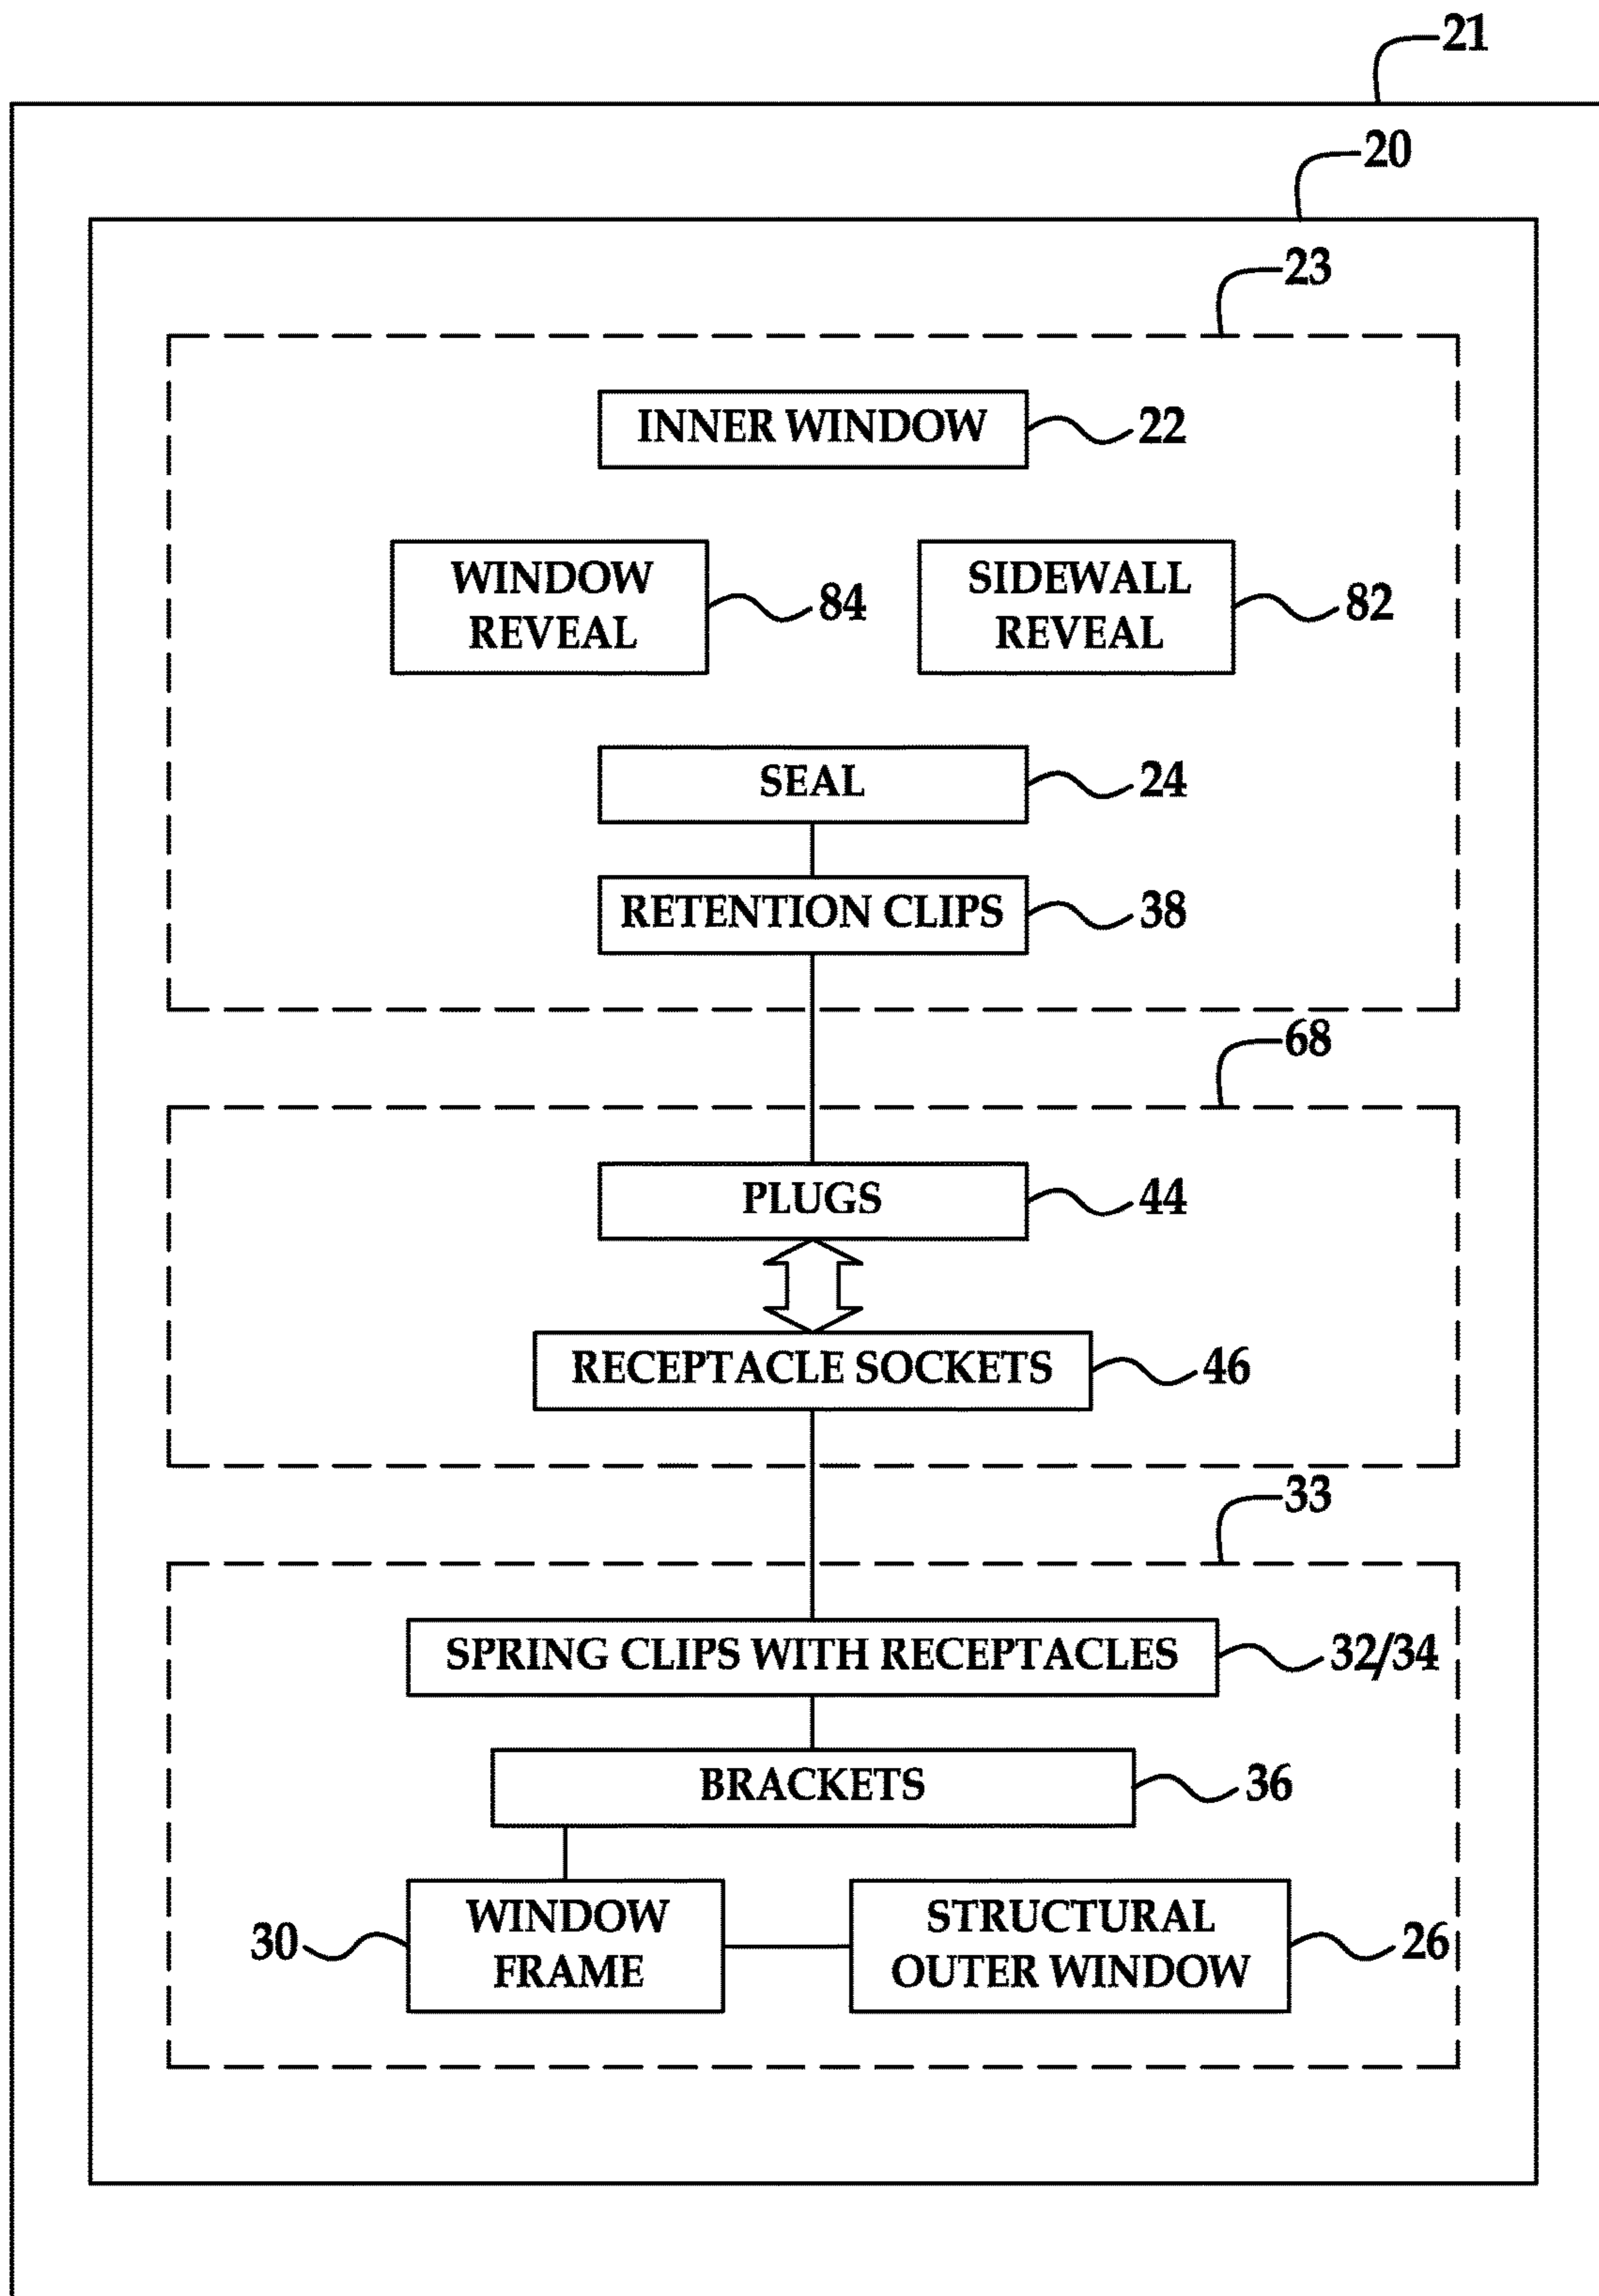 21
20
23
INNER WINDOW
22
WINDOW
REVEAL
84
SIDEWALL
REVEAL
82
SEAL
24
RETENTION CLIPS
38
68
PLUGS
44
RECEPTACLE SOCKETS
46
33
SPRING CLIPS WITH RECEPTACLES
32/34
BRACKETS
36
30
WINDOW
FRAME
STRUCTURAL
OUTER WINDOW
26